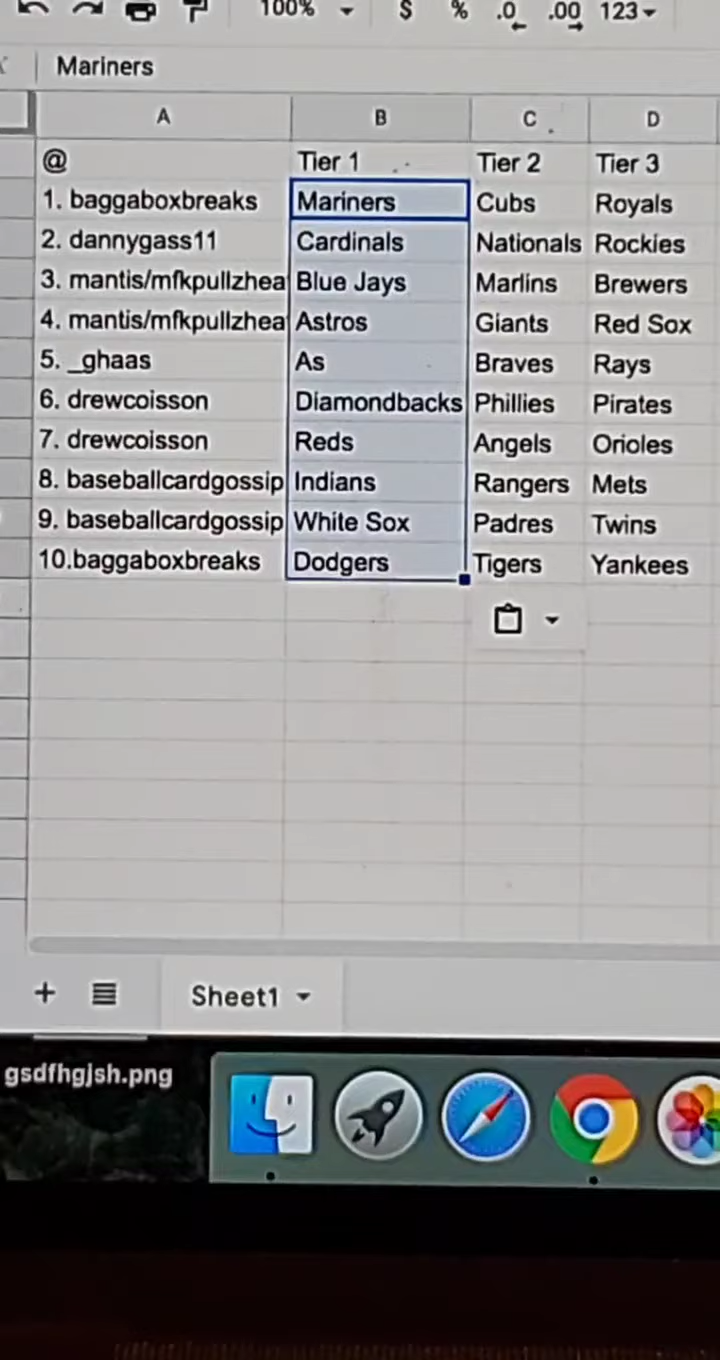 100% $ % .0 .00 123
Mariners
A B C D
@ Tier 1 Tier 2 Tier 3
1. baggaboxbreaks Mariners Cubs Royals
2. dannygass11 Cardinals Nationals Rockies
3. mantis/mfkpullzhea Blue Jays Marlins Brewers
4. mantis/mfkpullzhea Astros Giants Red Sox
5. _ghaas As Braves Rays
6. drewcoisson Diamondbacks Phillies Pirates
7. drewcoisson Reds Angels Orioles
8. baseballcardgossip Indians Rangers Mets
9. baseballcardgossip White Sox Padres Twins
10.baggaboxbreaks Dodgers Tigers Yankees
+ Sheet1
gsdfhgjsh.png